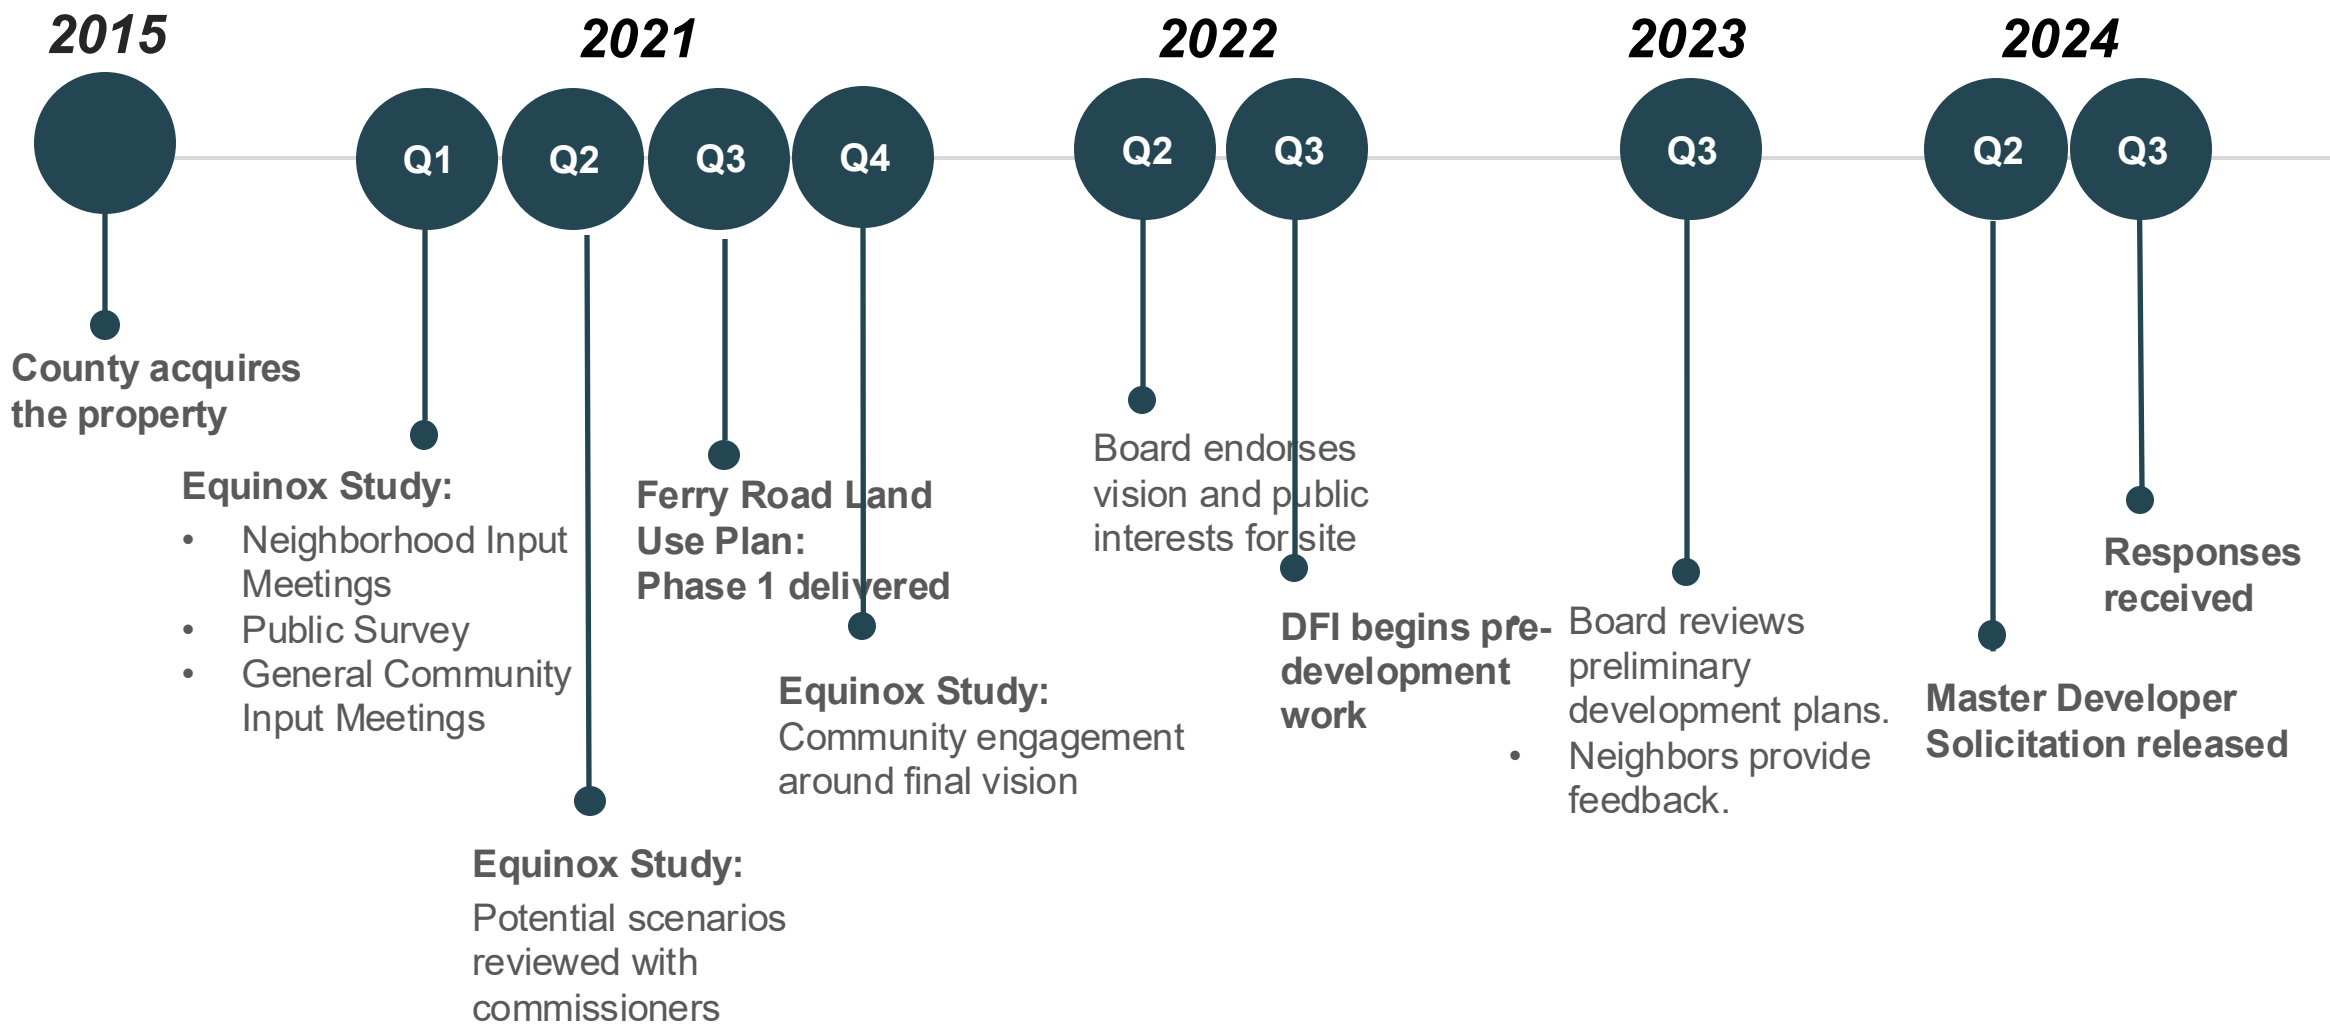 2015
2021
2022
2023
2024
Q1
Q2
Q3
Q4
Q2
Q3
Q3
Q2
Q3
County acquires
the property
Equinox Study:
• Neighborhood Input
Meetings
• Public Survey
• General Community
Input Meetings
Equinox Study:
Potential scenarios
reviewed with
commissioners
Ferry Road Land
Use Plan:
Phase 1 delivered
Equinox Study:
Community engagement
around final vision
Board endorses
vision and public
interests for site
DFI begins pre-
development
work
• Board reviews
preliminary
development plans.
• Neighbors provide
feedback.
Master Developer
Solicitation released
Responses
received